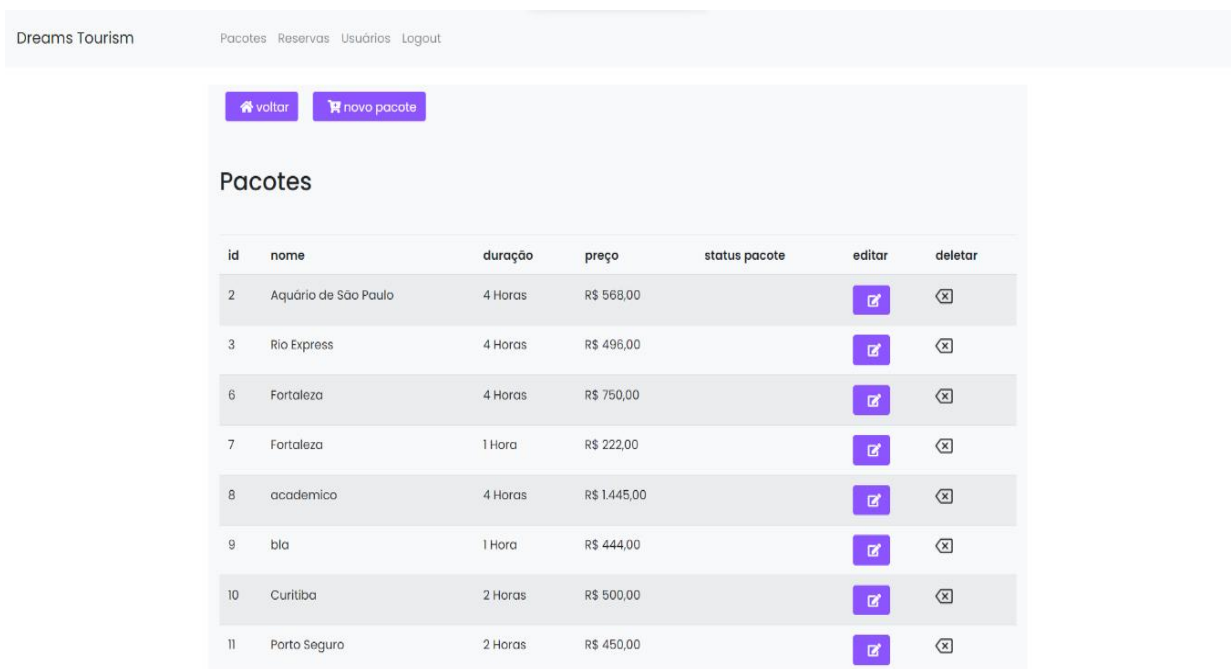 Dreams Tourism Pacotes Reservas Usuários Logout
voltar novo pacote
Pacotes
id nome duração preço status pacote editar deletar
2 Aquário de São Paulo 4 Horas R$ 568,00
3 Rio Express 4 Horas R$ 496,00
6 Fortaleza 4 Horas R$ 750,00
7 Fortaleza 1 Hora R$ 222,00
8 academico 4 Horas R$ 1.445,00
9 bla 1 Hora R$ 444,00
10 Curitiba 2 Horas R$ 500,00
11 Porto Seguro 2 Horas R$ 450,00